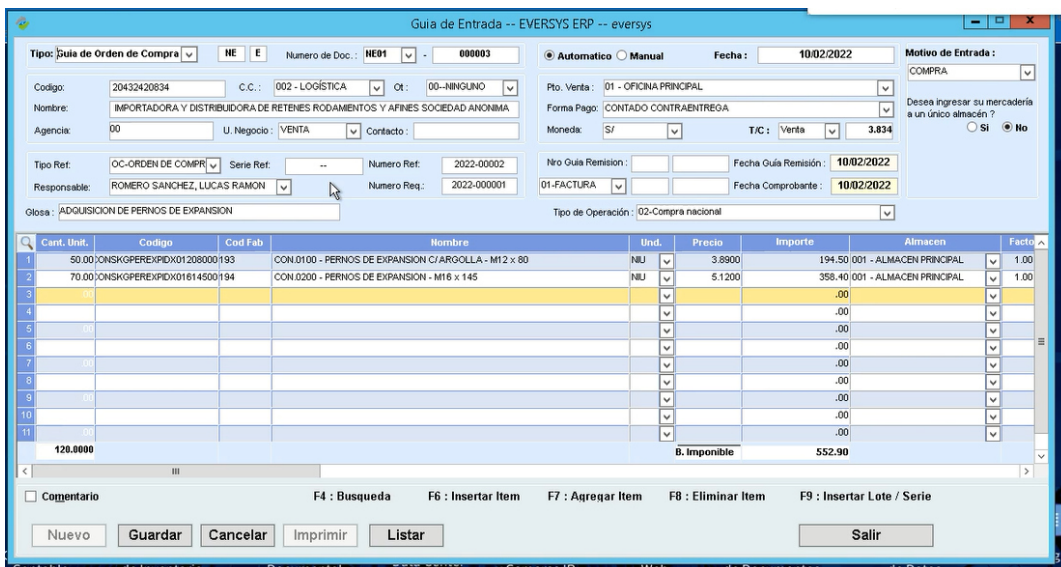 Guia de Entrada -- EVERSYS ERP -- eversys
Tipo: Guia de Orden de Compra NE E Numero de Doc.: NE01 - 000003 Automatico Manual Fecha: 10/02/2022 Motivo de Entrada :
COMPRA
Codigo: 20432420834 C.C.: 002 - LOGÍSTICA Ot: 00--NINGUNO Pto. Venta : 01 - OFICINA PRINCIPAL
Nombre: IMPORTADORA Y DISTRIBUIDORA DE RETENES RODAMIENTOS Y AFINES SOCIEDAD ANONIMA Forma Pago: CONTADO CONTRAENTREGA Desea ingresar su mercadería
a un único almacén ?
Agencia: 00 U. Negocio: VENTA Contacto: Moneda: S/ T/C: Venta 3.834 Si No
Tipo Ref: OC-ORDEN DE COMPR Serie Ref: -- Numero Ref: 2022-00002 Nro Guia Remision : Fecha Guía Remisión : 10/02/2022
Responsable: ROMERO SANCHEZ, LUCAS RAMON Numero Req.: 2022-000001 01-FACTURA Fecha Comprobante : 10/02/2022
Glosa : ADQUISICION DE PERNOS DE EXPANSION Tipo de Operación : 02-Compra nacional
Cant. Unit. Codigo Cod Fab Nombre Und. Precio Importe Almacen Facto
1 50.00 CONSKGPEREXPIDX01208000 193 CON.0100 - PERNOS DE EXPANSION C/ ARGOLLA - M12 x 80 NIU 3.8900 194.50 001 - ALMACEN PRINCIPAL 1.00
2 70.00 CONSKGPEREXPIDX01614500 194 CON.0200 - PERNOS DE EXPANSION - M16 x 145 NIU 5.1200 358.40 001 - ALMACEN PRINCIPAL 1.00
3 .00 .00
4 .00
5 .00 .00
6 .00
7 .00 .00
8 .00
9 .00 .00
10 .00
11 .00 .00
120.0000 B. Imponible 552.90
Comentario F4 : Busqueda F6 : Insertar Item F7 : Agregar Item F8 : Eliminar Item F9 : Insertar Lote / Serie
Nuevo Guardar Cancelar Imprimir Listar Salir